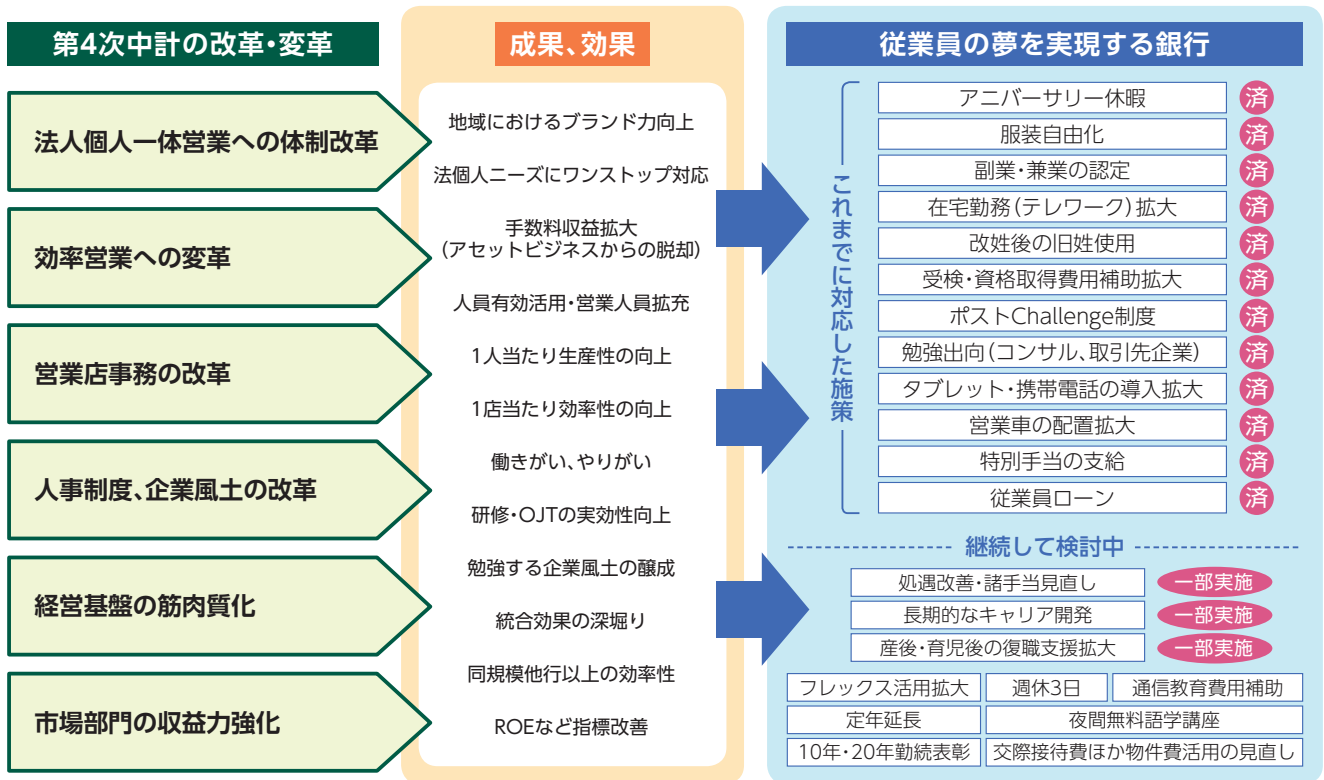 第4次中計の改革・変革
法人個人一体営業への体制改革
効率営業への変革
営業店事務の改革
人事制度、企業風土の改革
経営基盤の筋肉質化
市場部門の収益力強化
成果、効果
地域におけるブランド力向上
法個人ニーズにワンストップ対応
手数料収益拡大
(アセットビジネスからの脱却)
人員有効活用・営業人員拡充
1人当たり生産性の向上
1店当たり効率性の向上
働きがい、やりがい
研修・OJTの実効性向上
勉強する企業風土の醸成
統合効果の深堀り
同規模他行以上の効率性
ROEなど指標改善
従業員の夢を実現する銀行
これまでに対応した施策
アニバーサリー休暇 済
服装自由化 済
副業・兼業の認定 済
在宅勤務(テレワーク)拡大 済
改姓後の旧姓使用 済
受検・資格取得費用補助拡大 済
ポストChallenge制度 済
勉強出向(コンサル、取引先企業) 済
タブレット・携帯電話の導入拡大 済
営業車の配置拡大 済
特別手当の支給 済
従業員ローン 済
継続して検討中
処遇改善・諸手当見直し 一部実施
長期的なキャリア開発 一部実施
産後・育児後の復職支援拡大 一部実施
フレックス活用拡大 週休3日 通信教育費用補助
定年延長 夜間無料語学講座
10年・20年勤続表彰 交際接待費ほか物件費活用の見直し